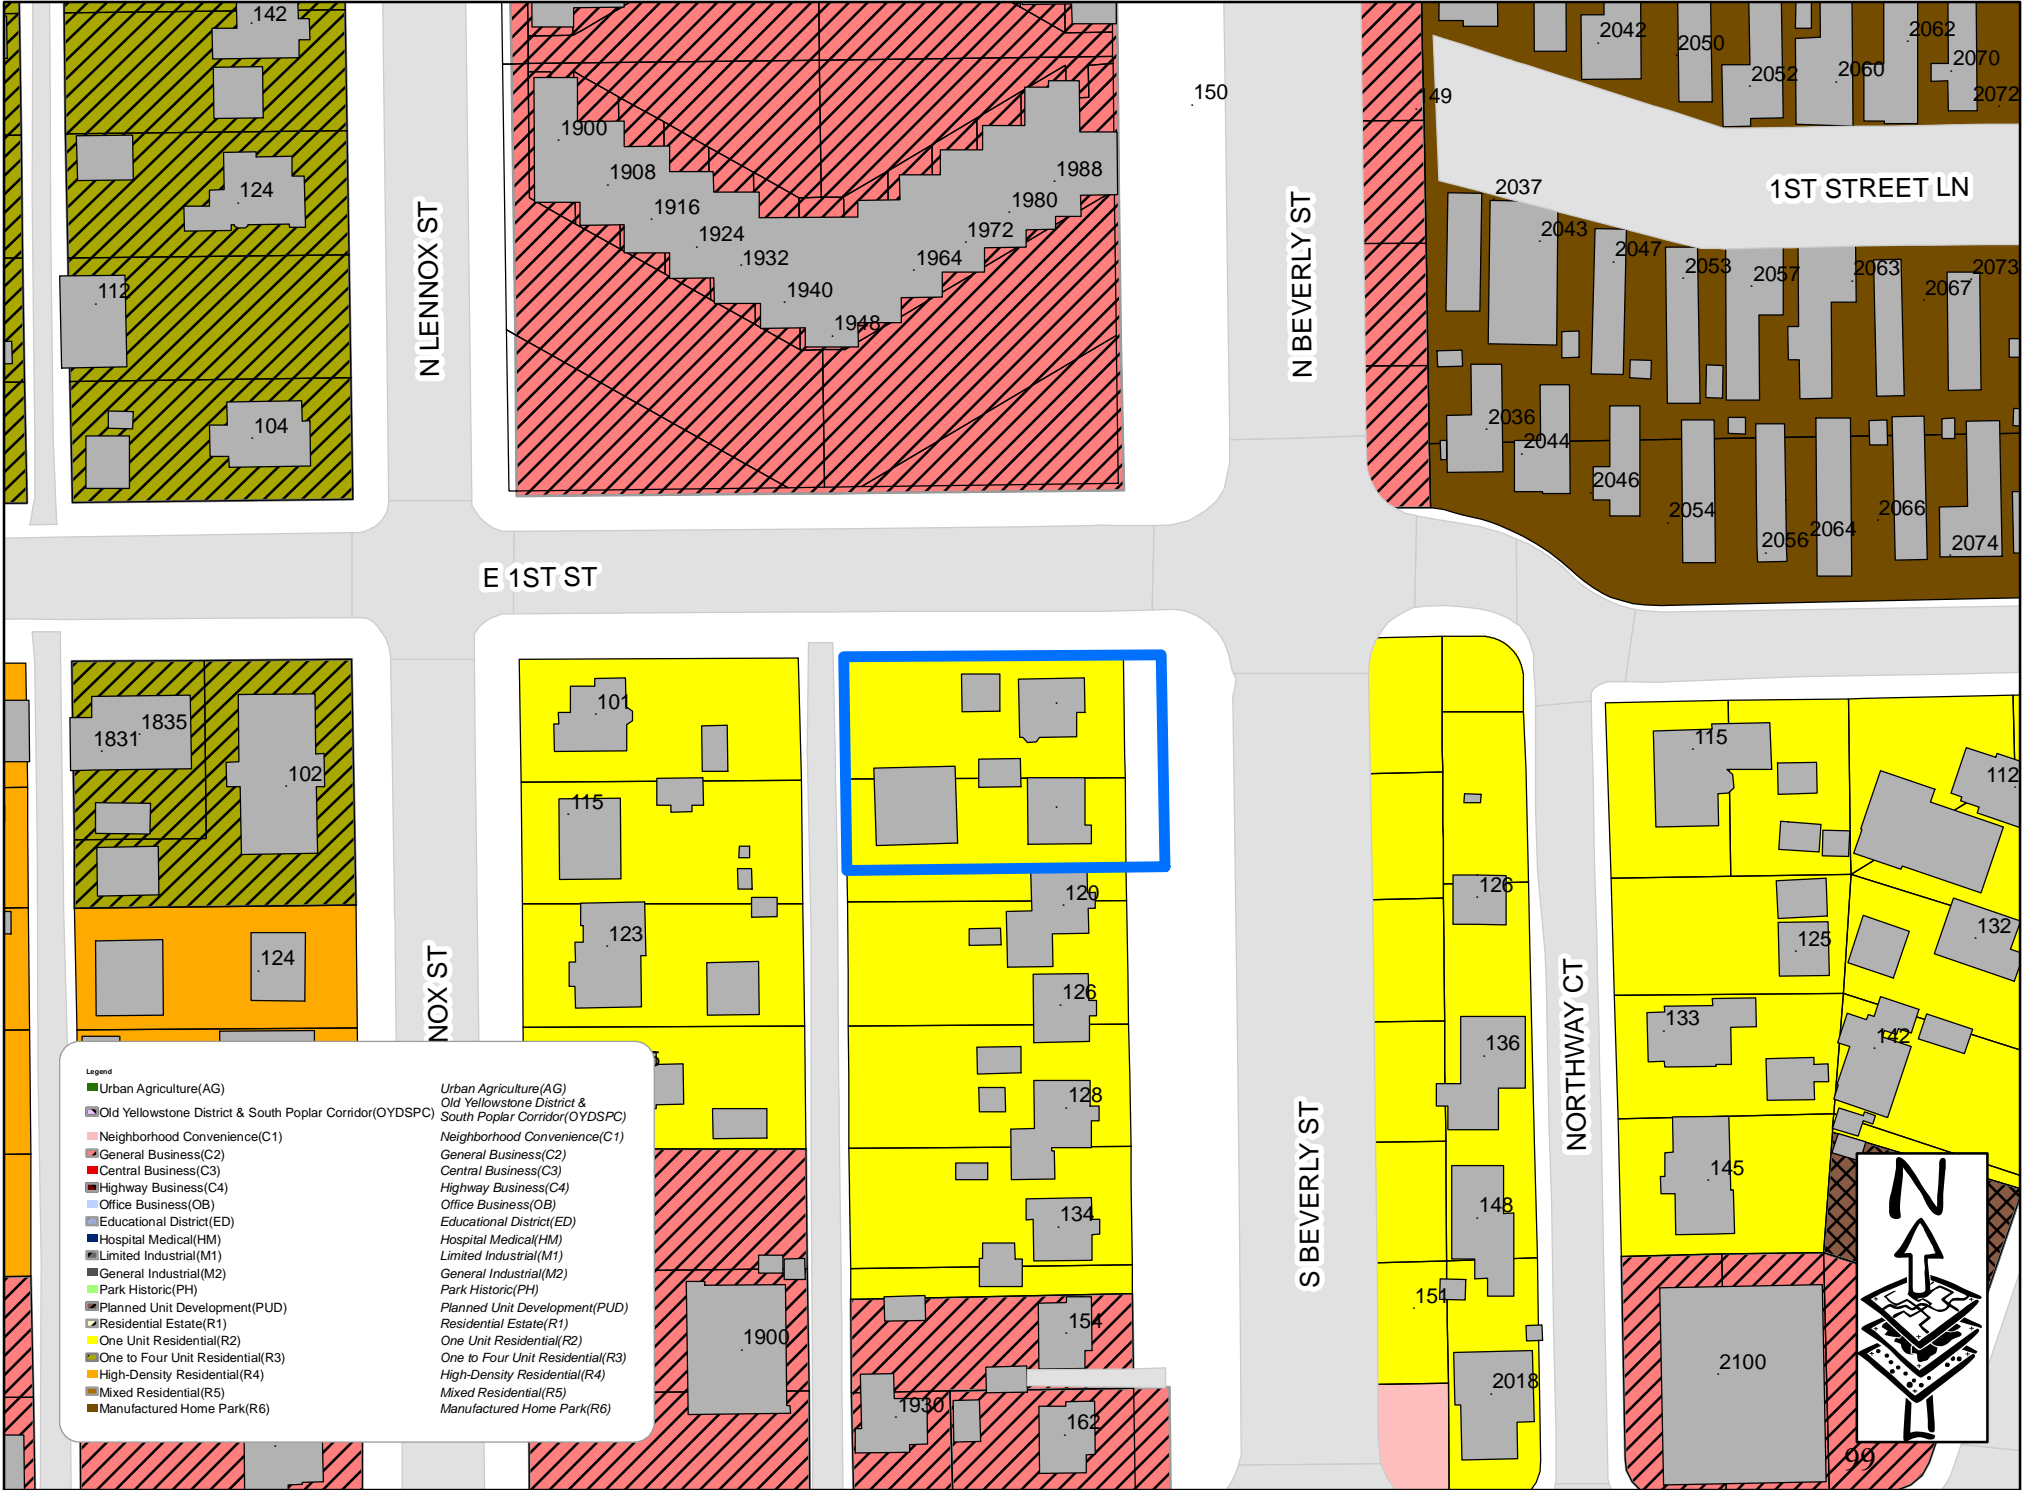 142
2042
2050
2062
2070
2052
2060
2072
150
149
1900
1908
1988
124
1916
1980
1924
1972
1932
1964
1940
1948
112
104
N LENNOX ST
N BEVERLY ST
1ST STREET LN
2037
2043
2047
2053
2057
2063
2073
2067
2036
2044
2046
2054
2066
2056
2064
2074
E 1ST ST
1835
1831
102
101
115
115
112
120
126
123
124
126
125
132
133
142
136
128
145
148
134
151
154
1900
1930
162
2018
2100
NOX ST
S BEVERLY ST
NORTHWAY CT
5
Legend
Urban Agriculture(AG)
Old Yellowstone District & South Poplar Corridor(OYDSPC)
Neighborhood Convenience(C1)
General Business(C2)
Central Business(C3)
Highway Business(C4)
Office Business(OB)
Educational District(ED)
Hospital Medical(HM)
Limited Industrial(M1)
General Industrial(M2)
Park Historic(PH)
Planned Unit Development(PUD)
Residential Estate(R1)
One Unit Residential(R2)
One to Four Unit Residential(R3)
High-Density Residential(R4)
Mixed Residential(R5)
Manufactured Home Park(R6)
Urban Agriculture(AG)
Old Yellowstone District &
South Poplar Corridor(OYDSPC)
Neighborhood Convenience(C1)
General Business(C2)
Central Business(C3)
Highway Business(C4)
Office Business(OB)
Educational District(ED)
Hospital Medical(HM)
Limited Industrial(M1)
General Industrial(M2)
Park Historic(PH)
Planned Unit Development(PUD)
Residential Estate(R1)
One Unit Residential(R2)
One to Four Unit Residential(R3)
High-Density Residential(R4)
Mixed Residential(R5)
Manufactured Home Park(R6)
N
99